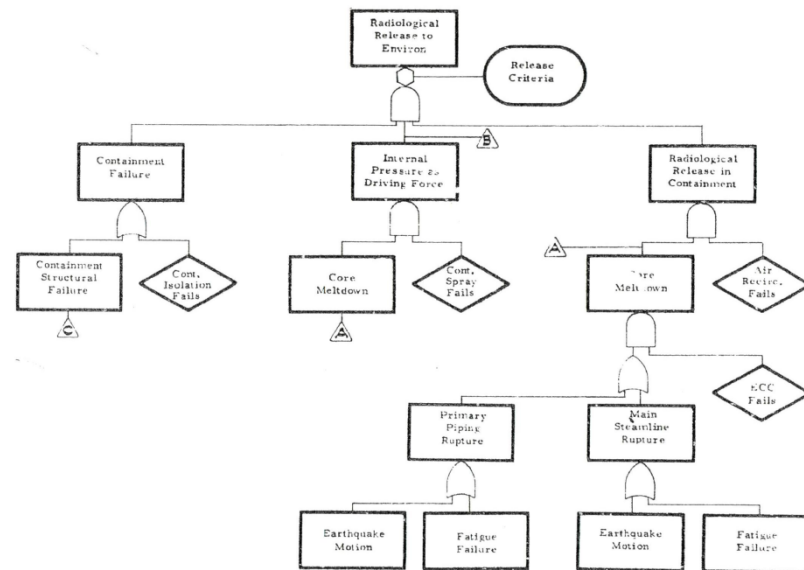 Radiological
Release to
Environ
Release
Criteria
B
Containment
Failure
Internal
Pressure as
Driving Force
Radiological
Release in
Containment
A
Containment
Structural
Failure
Cont.
Isolation
Fails
Core
Meltdown
Cont.
Spray
Fails
Core
Meltdown
Air
Recirc.
Fails
C
A
ECC
Fails
Primary
Piping
Rupture
Main
Steamline
Rupture
Earthquake
Motion
Fatigue
Failure
Earthquake
Motion
Fatigue
Failure